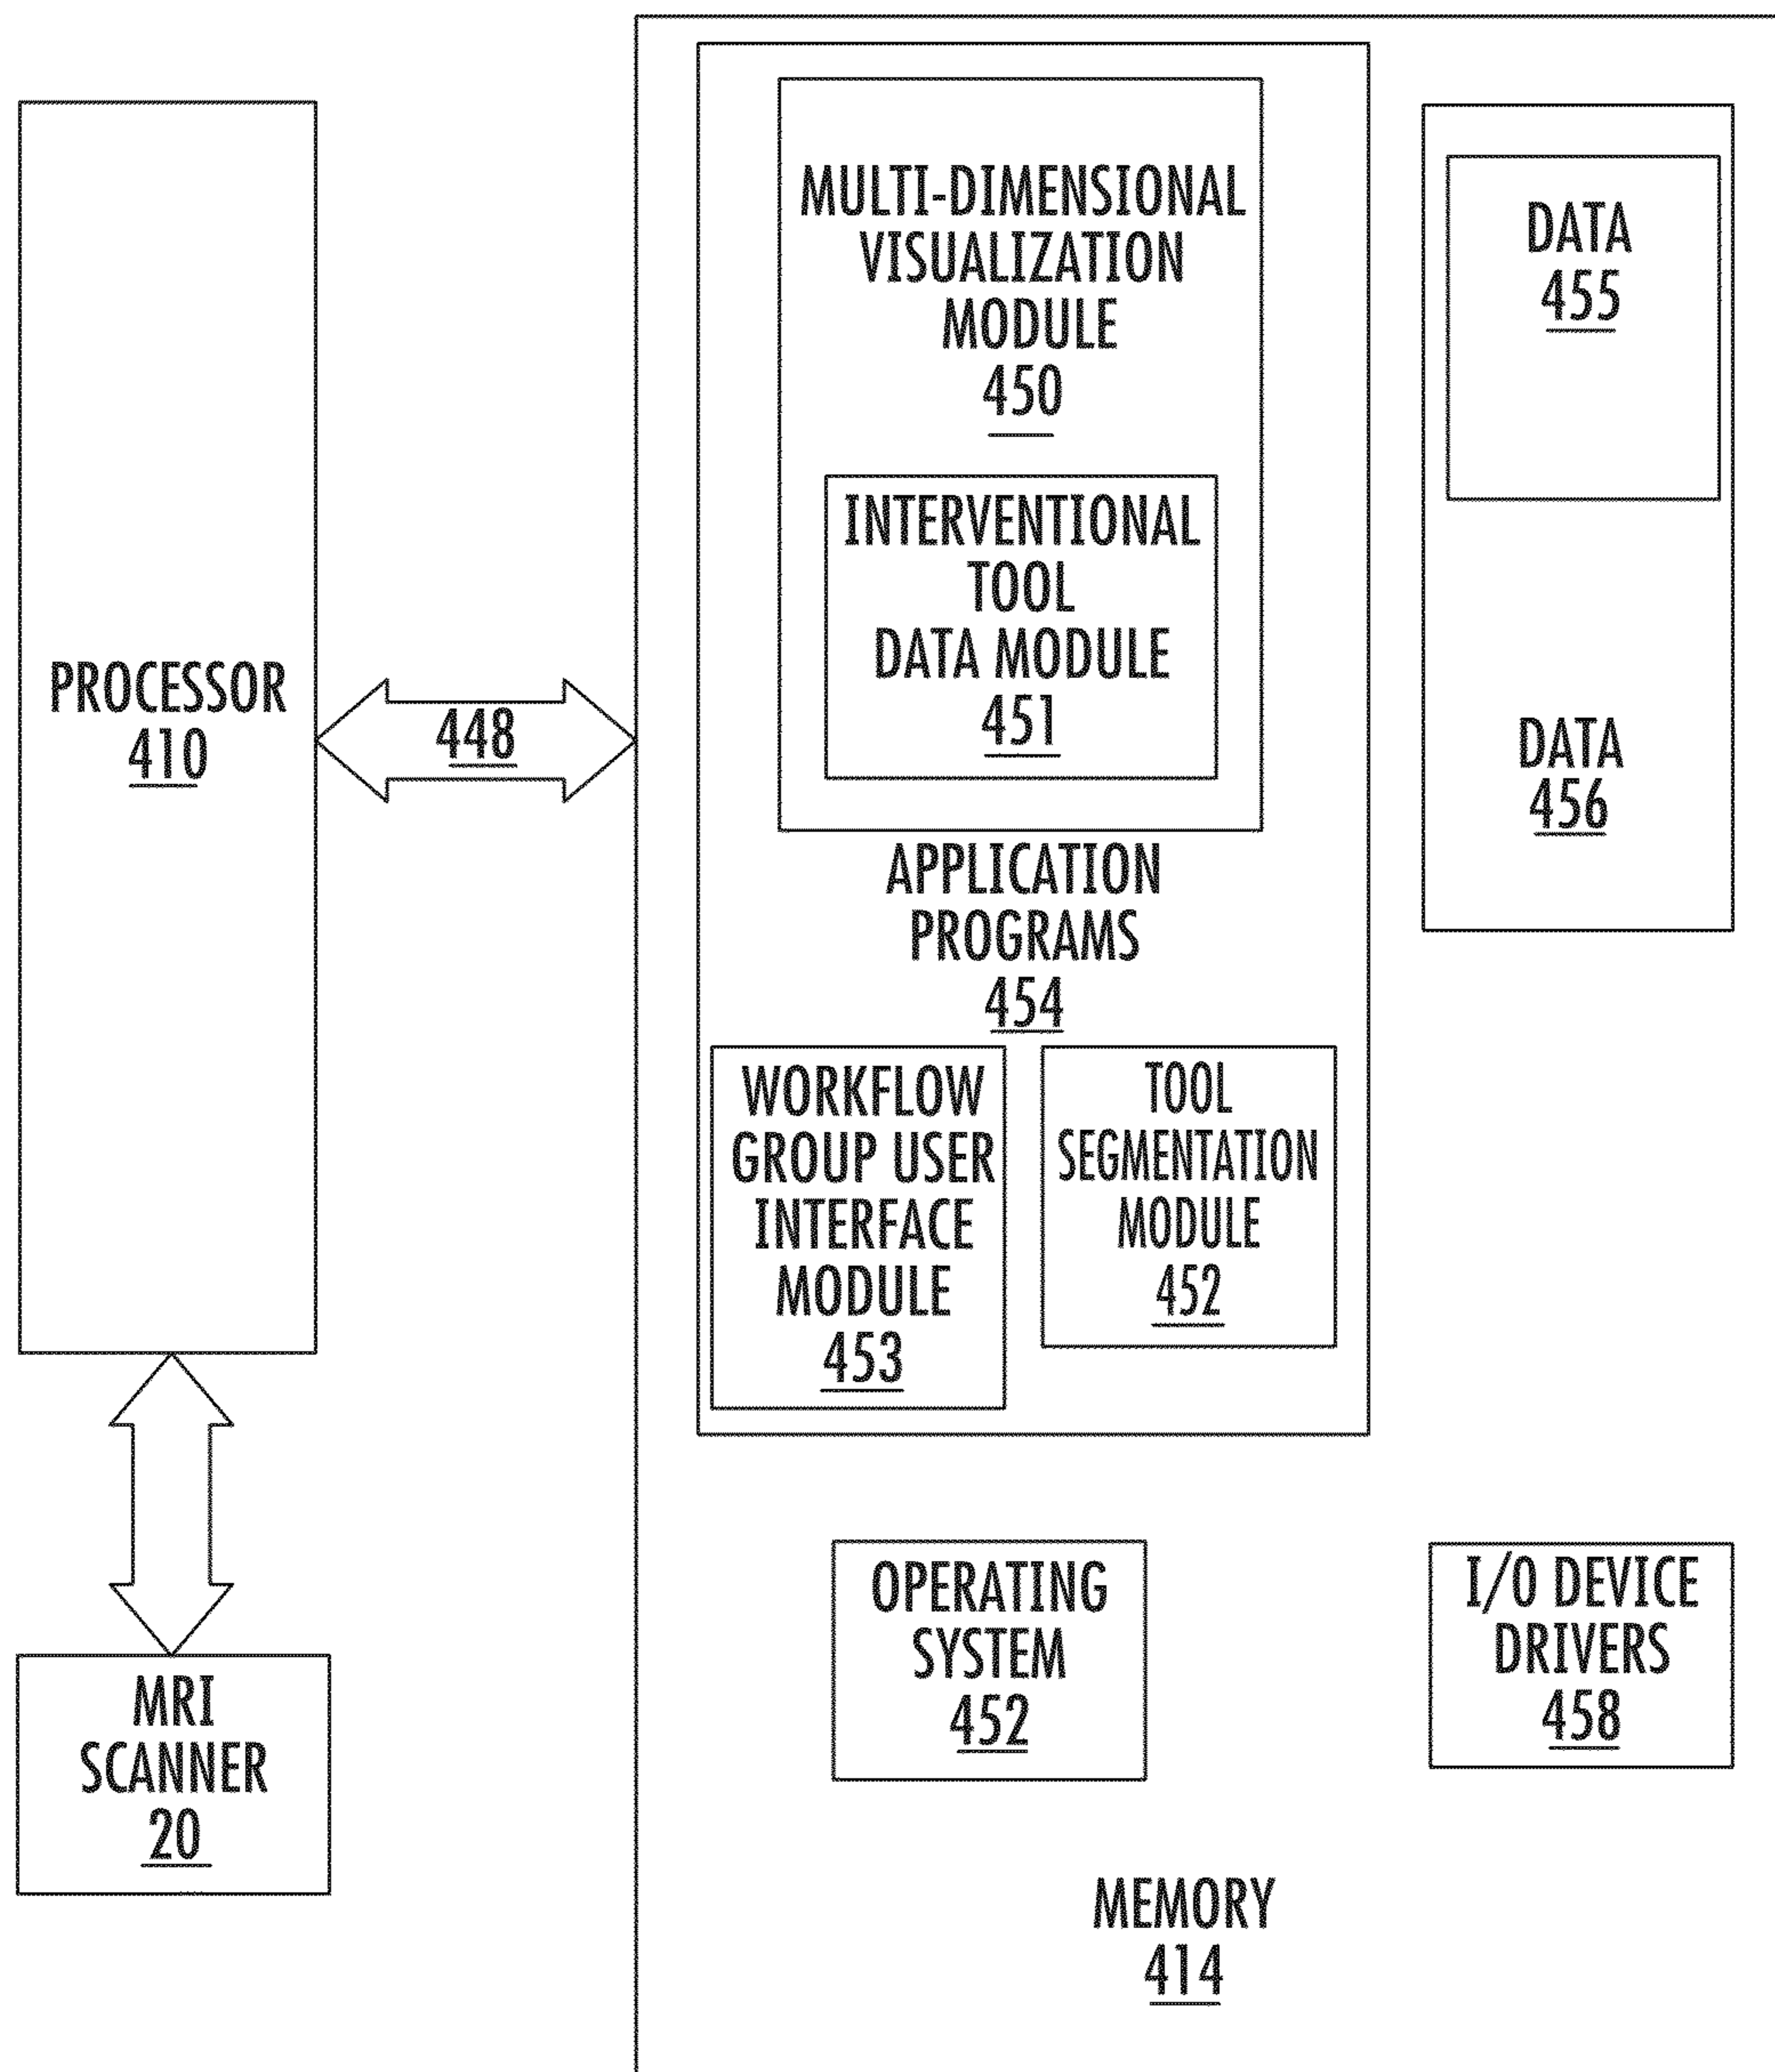 PROCESSOR
410
448
MRI
SCANNER
20
MULTI-DIMENSIONAL
VISUALIZATION
MODULE
450
INTERVENTIONAL
TOOL
DATA MODULE
451
APPLICATION
PROGRAMS
454
WORKFLOW
GROUP USER
INTERFACE
MODULE
453
TOOL
SEGMENTATION
MODULE
452
DATA
455
DATA
456
OPERATING
SYSTEM
452
I/O DEVICE
DRIVERS
458
MEMORY
414